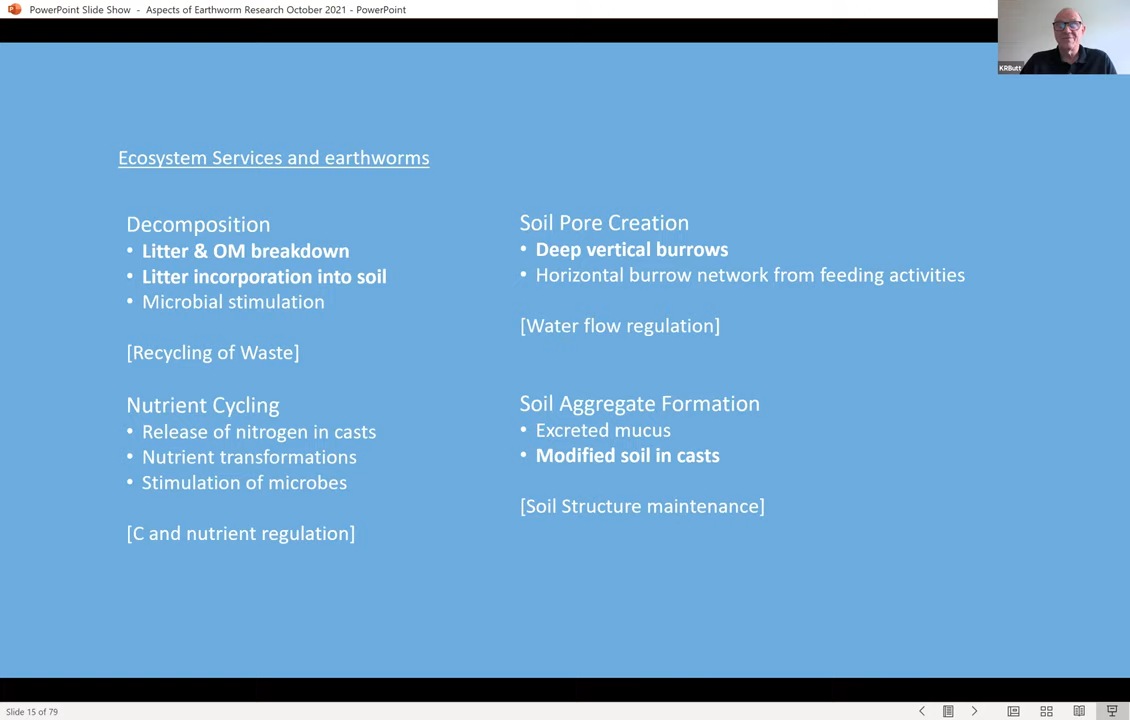 PowerPoint Slide Show - Aspects of Earthworm Research October 2021 - PowerPoint
KRButt
Ecosystem Services and earthworms
Decomposition
• Litter & OM breakdown
• Litter incorporation into soil
• Microbial stimulation
[Recycling of Waste]
Nutrient Cycling
• Release of nitrogen in casts
• Nutrient transformations
• Stimulation of microbes
[C and nutrient regulation]
Soil Pore Creation
• Deep vertical burrows
• Horizontal burrow network from feeding activities
[Water flow regulation]
Soil Aggregate Formation
• Excreted mucus
• Modified soil in casts
[Soil Structure maintenance]
Slide 15 of 79